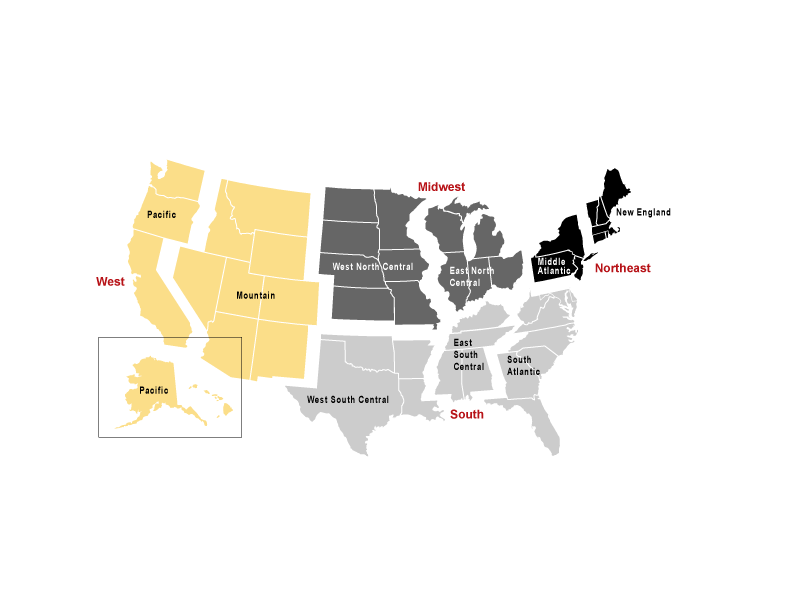 Midwest
Pacific
New England
West North Central
East North
Central
Middle
Atlantic
Northeast
West
Mountain
East
South
Central
South
Atlantic
Pacific
West South Central
South